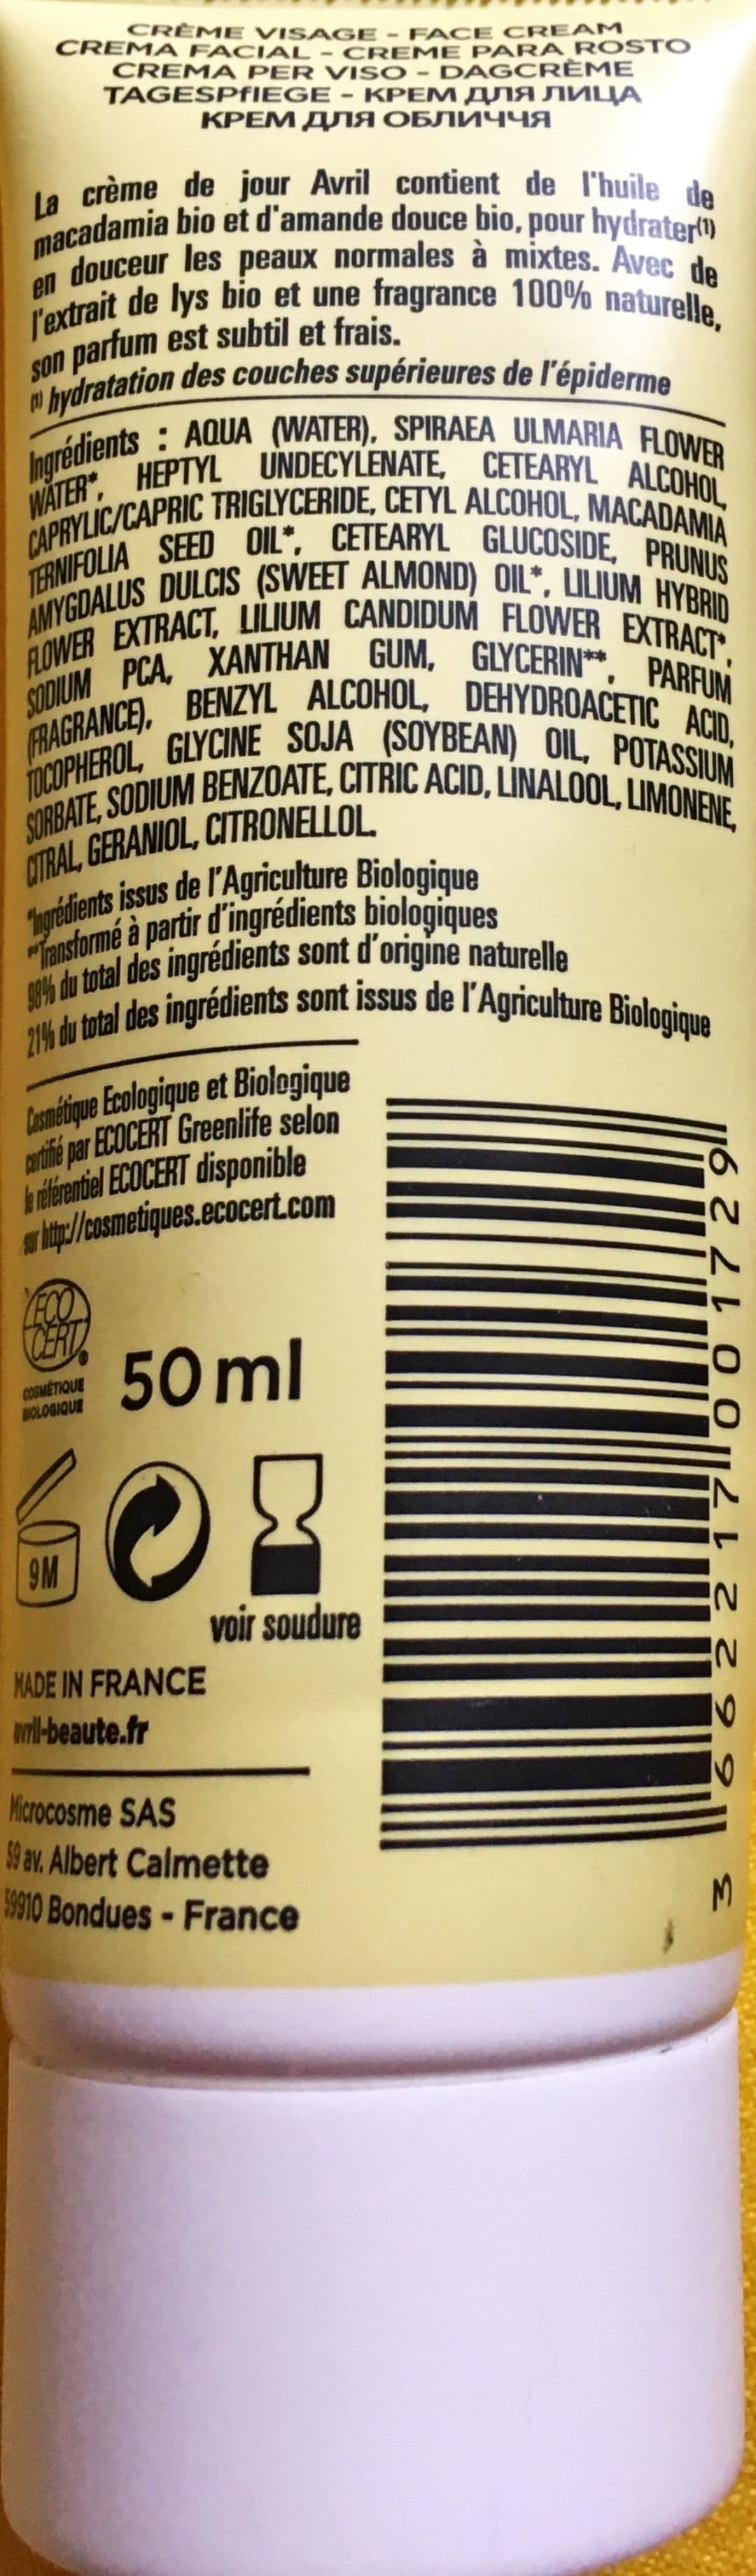 CRÈME VISAGE - FACE CREAM
CREMA FACIAL - CREME PARA ROSTO
CREMA PER VISO - DAGCRÈME
TAGESPflEGE - КРЕМ ДЛЯ ЛИЦА
КРЕМ ДЛЯ ОБЛИЧЧЯ
La crème de jour Avril contient de l'huile de
macadamia bio et d'amande douce bio, pour hydrater(1)
en douceur les peaux normales à mixtes. Avec de
l'extrait de lys bio et une fragrance 100% naturelle,
son parfum est subtil et frais.
(1) hydratation des couches supérieures de l'épiderme
Ingrédients : AQUA (WATER), SPIRAEA ULMARIA FLOWER
WATER*, HEPTYL UNDECYLENATE, CETEARYL ALCOHOL,
CAPRYLIC/CAPRIC TRIGLYCERIDE, CETYL ALCOHOL, MACADAMIA
TERNIFOLIA SEED OIL*, CETEARYL GLUCOSIDE, PRUNUS
AMYGDALUS DULCIS (SWEET ALMOND) OIL*, LILIUM HYBRID
FLOWER EXTRACT, LILIUM CANDIDUM FLOWER EXTRACT*,
SODIUM PCA, XANTHAN GUM, GLYCERIN**, PARFUM
(FRAGRANCE), BENZYL ALCOHOL, DEHYDROACETIC ACID,
TOCOPHEROL, GLYCINE SOJA (SOYBEAN) OIL, POTASSIUM
SORBATE, SODIUM BENZOATE, CITRIC ACID, LINALOOL, LIMONENE,
CITRAL, GERANIOL, CITRONELLOL.
*Ingrédients issus de l'Agriculture Biologique
**Transformé à partir d'ingrédients biologiques
98% du total des ingrédients sont d'origine naturelle
21% du total des ingrédients sont issus de l'Agriculture Biologique
Cosmétique Ecologique et Biologique
certifié par ECOCERT Greenlife selon
le référentiel ECOCERT disponible
sur http://cosmetiques.ecocert.com
ECO
CERT®
COSMÉTIQUE
BIOLOGIQUE
50 ml
9M
voir soudure
MADE IN FRANCE
avril-beaute.fr
Microcosme SAS
59 av. Albert Calmette
59910 Bondues - France
3 662217 001729